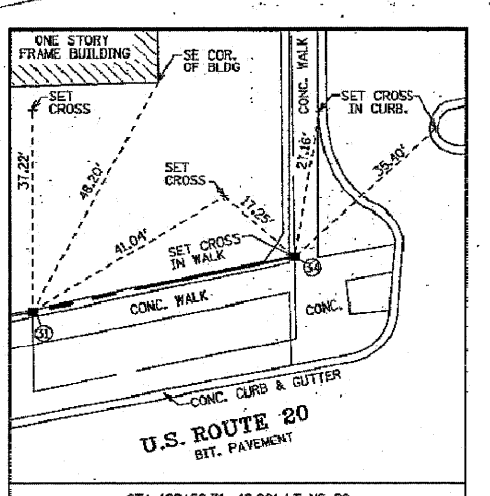 ONE STORY
FRAME BUILDING
SE COR.
OF BLDG
CONC. WALK
SET
CROSS
SET CROSS
IN CURB.
37.22'
48.20'
21.16'
35.40'
SET
CROSS
17.25'
41.04'
SET CROSS
IN WALK
34
CONC. WALK
CONC.
31
CONC. CURB & GUTTER
U.S. ROUTE 20
BIT. PAVEMENT